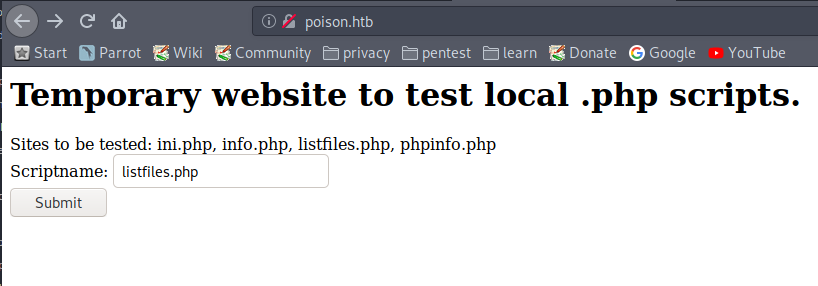 poison.htb
Start Parrot Wiki Community privacy pentest learn Donate Google YouTube
Temporary website to test local .php scripts.
Sites to be tested: ini.php, info.php, listfiles.php, phpinfo.php
Scriptname: listfiles.php
Submit